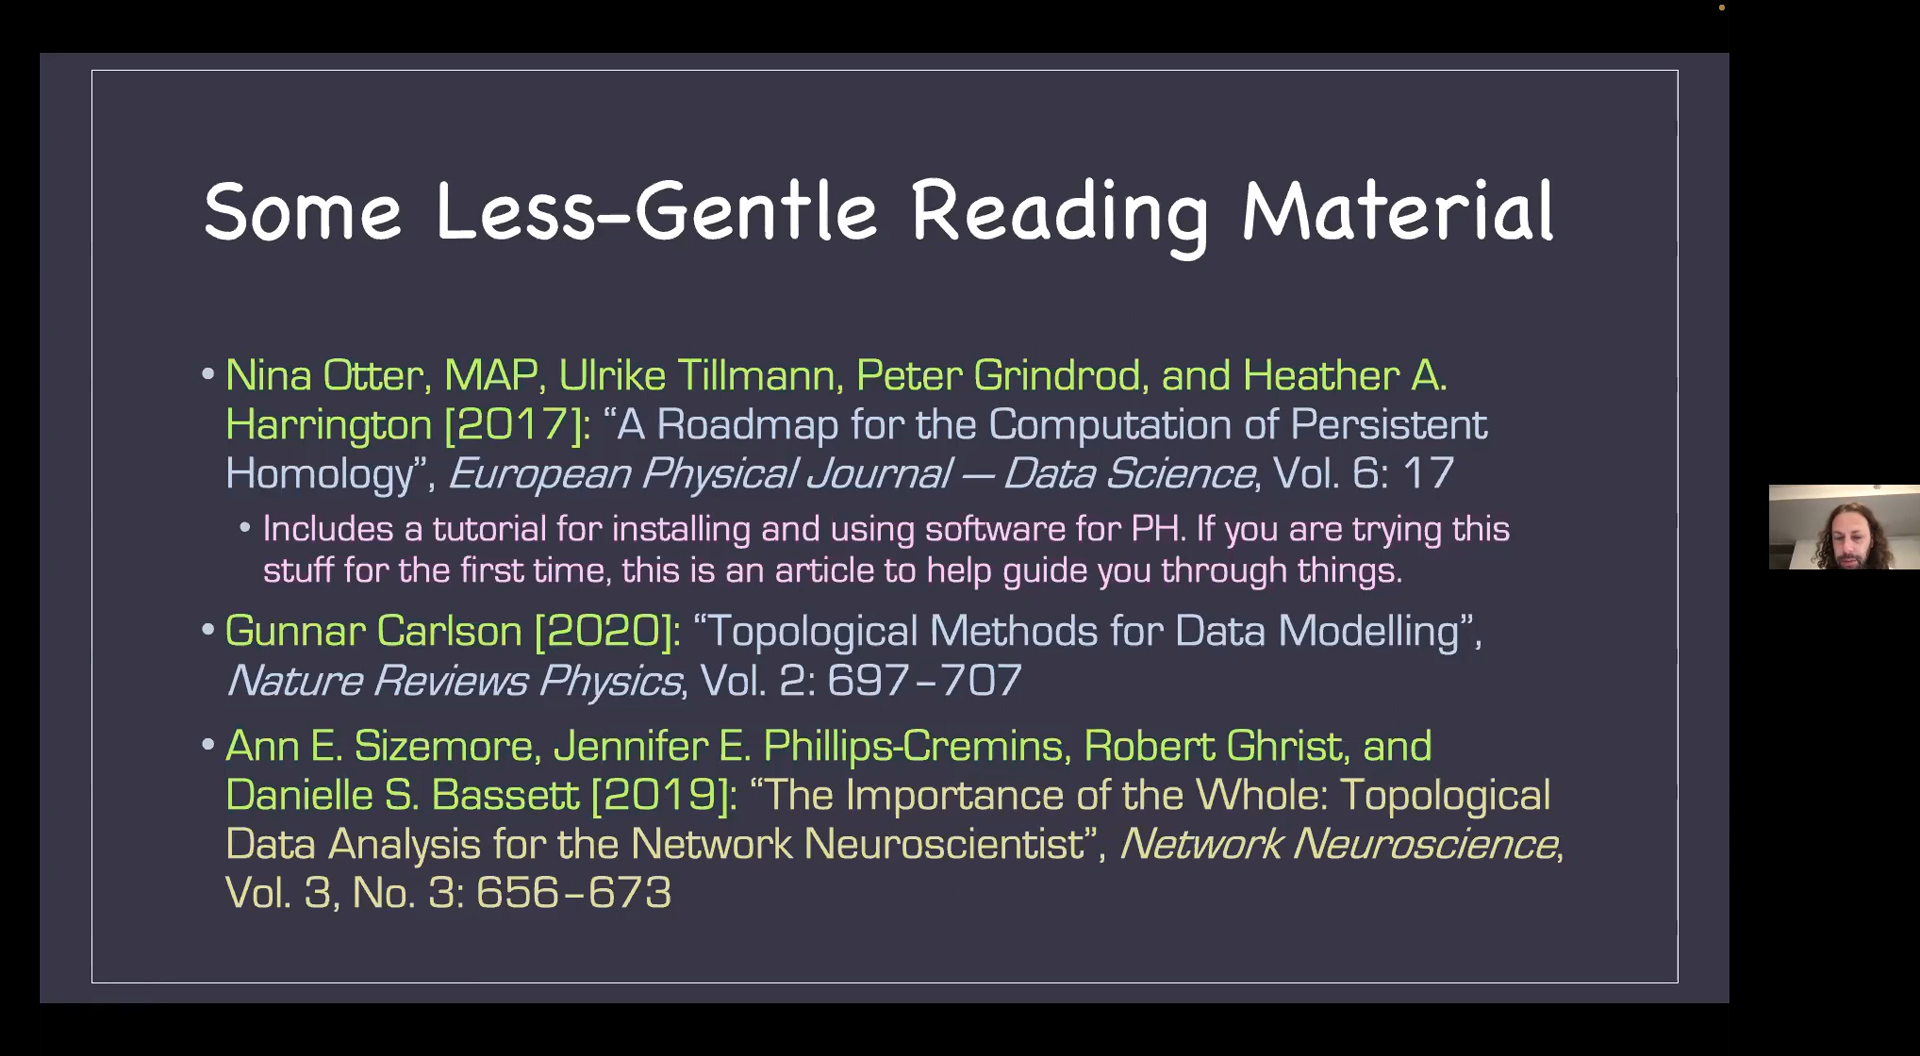 Some Less-Gentle Reading Material
• Nina Otter, MAP, Ulrike Tillmann, Peter Grindrod, and Heather A.
Harrington [2017]: “A Roadmap for the Computation of Persistent
Homology”, European Physical Journal — Data Science, Vol. 6: 17
• Includes a tutorial for installing and using software for PH. If you are trying this
stuff for the first time, this is an article to help guide you through things.
• Gunnar Carlson [2020]: “Topological Methods for Data Modelling”,
Nature Reviews Physics, Vol. 2: 697–707
• Ann E. Sizemore, Jennifer E. Phillips-Cremins, Robert Ghrist, and
Danielle S. Bassett [2019]: “The Importance of the Whole: Topological
Data Analysis for the Network Neuroscientist”, Network Neuroscience,
Vol. 3, No. 3: 656–673